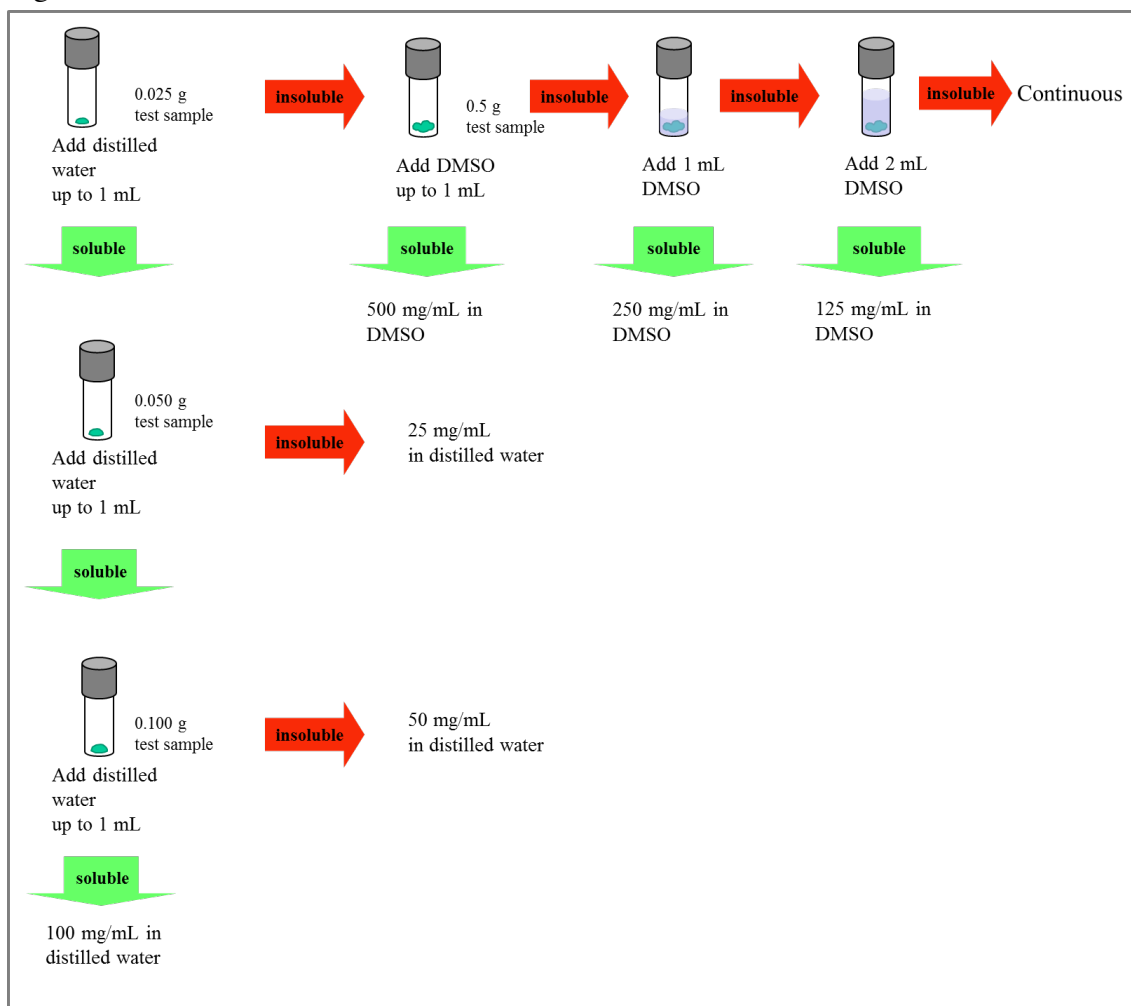 0.025 g
test sample
Add distilled
water
up to 1 mL
insoluble
0.5 g
test sample
Add DMSO
up to 1 mL
insoluble
Add 1 mL
DMSO
insoluble
Add 2 mL
DMSO
insoluble
Continuous
soluble
soluble
soluble
soluble
500 mg/mL in
DMSO
250 mg/mL in
DMSO
125 mg/mL in
DMSO
0.050 g
test sample
Add distilled
water
up to 1 mL
insoluble
25 mg/mL
in distilled water
soluble
0.100 g
test sample
Add distilled
water
up to 1 mL
insoluble
50 mg/mL
in distilled water
soluble
100 mg/mL in
distilled water